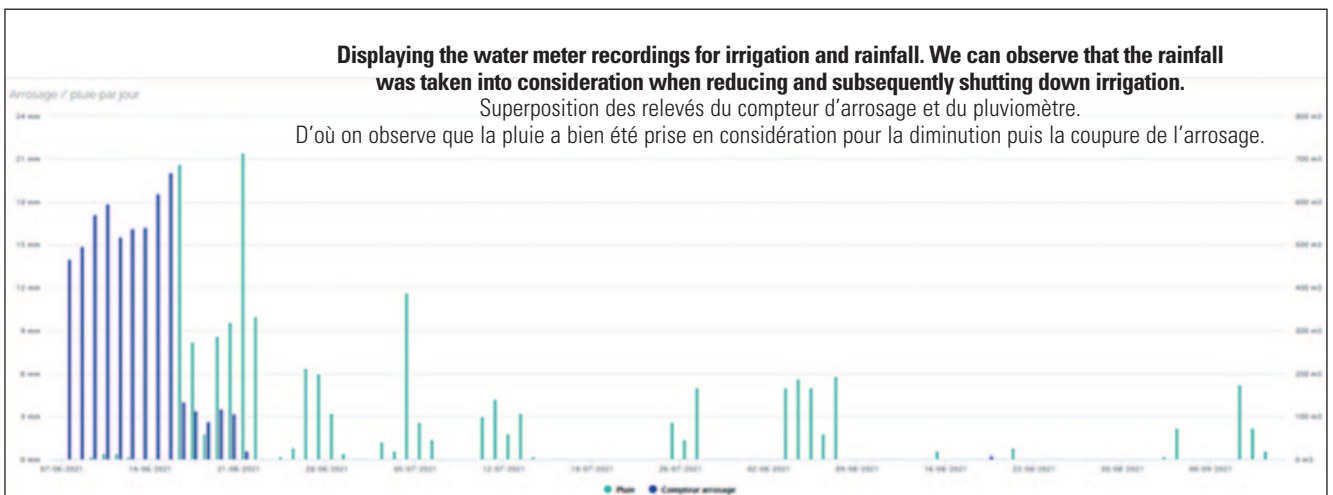 Displaying the water meter recordings for irrigation and rainfall. We can observe that the rainfall
was taken into consideration when reducing and subsequently shutting down irrigation.
Superposition des relevés du compteur d’arrosage et du pluviomètre.
D’où on observe que la pluie a bien été prise en considération pour la diminution puis la coupure de l’arrosage.
Arrosage / pluie par jour
24 mm
800 m3
21 mm
700 m3
18 mm
600 m3
15 mm
500 m3
12 mm
400 m3
9 mm
300 m3
6 mm
200 m3
3 mm
100 m3
0 mm
0 m3
07-06-2021 14-06-2021 21-06-2021 28-06-2021 05-07-2021 12-07-2021 19-07-2021 26-07-2021 02-08-2021 09-08-2021 16-08-2021 23-08-2021 30-08-2021 06-09-2021
Pluie Compteur arrosage